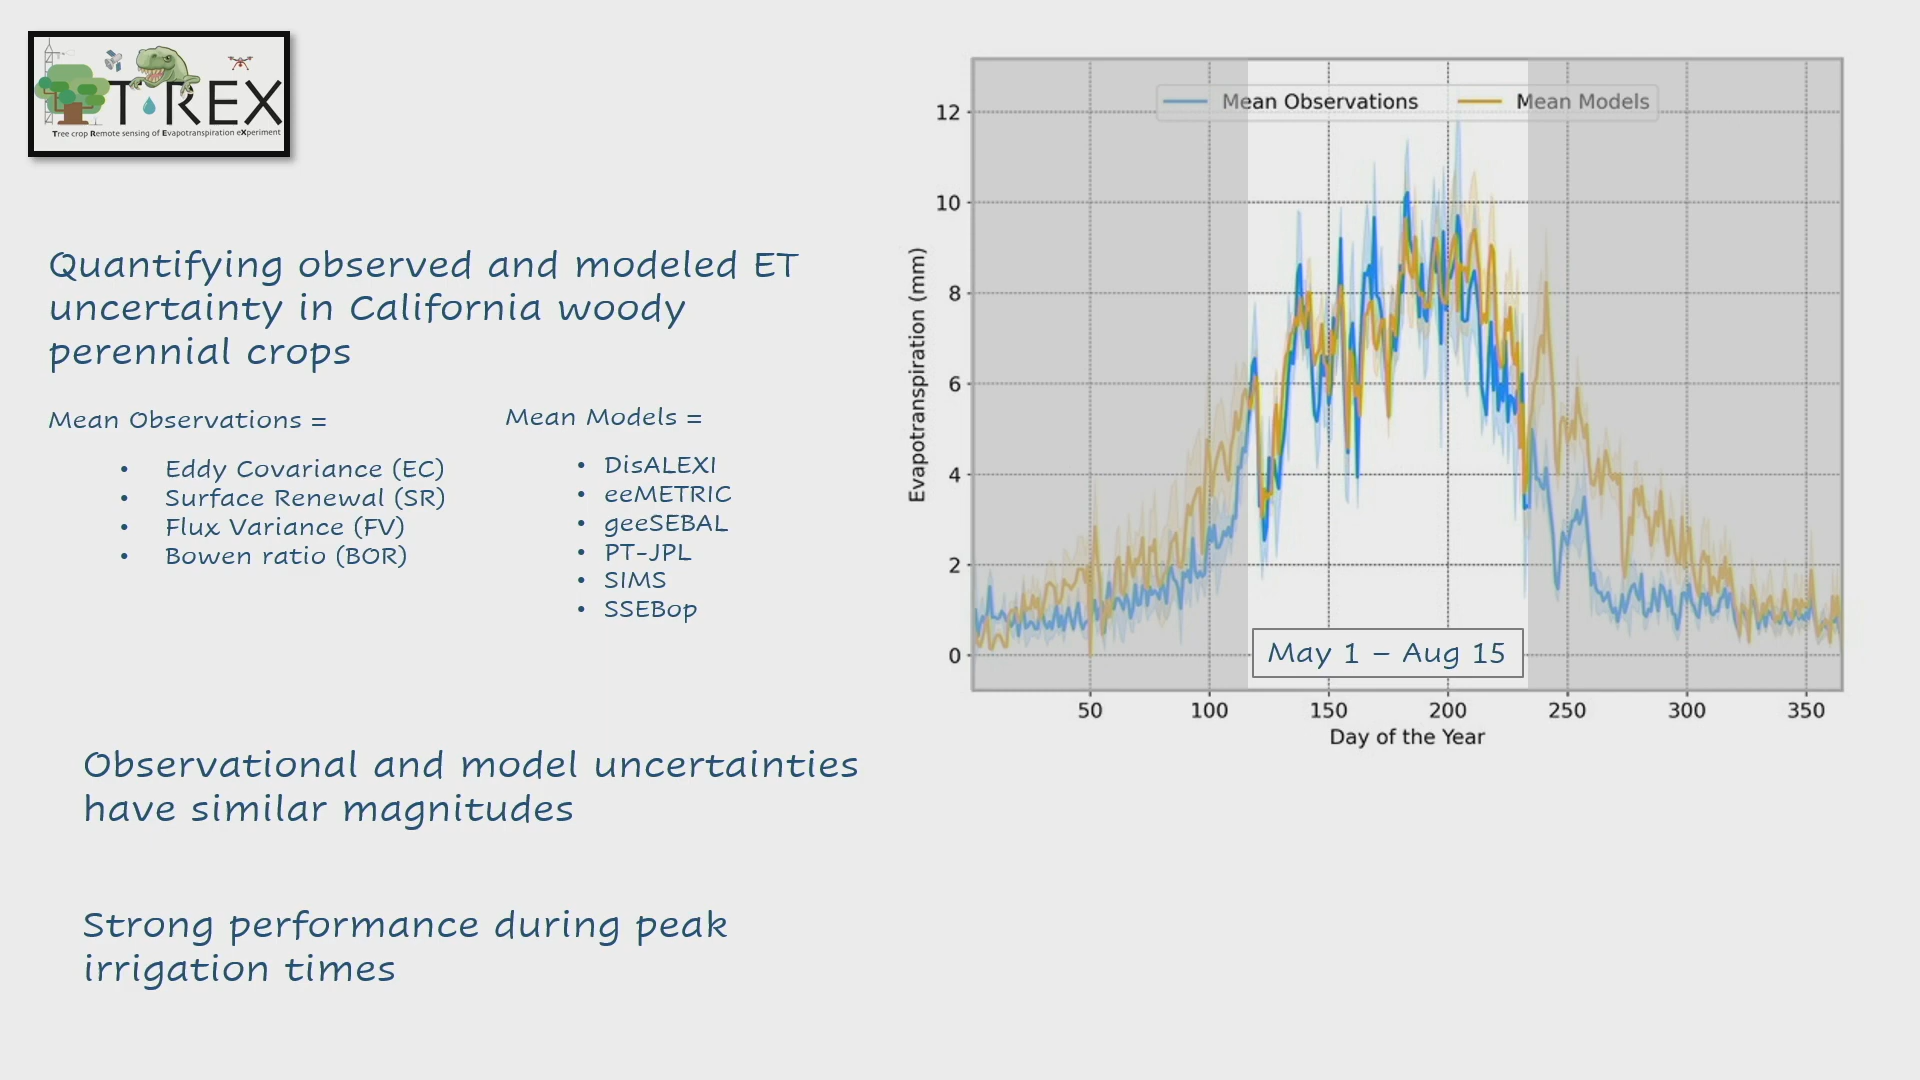 T-REX
Tree crop Remote sensing of Evapotranspiration eXperiment
Quantifying observed and modeled ET
uncertainty in California woody
perennial crops
Mean Observations =
• Eddy Covariance (EC)
• Surface Renewal (SR)
• Flux Variance (FV)
• Bowen ratio (BOR)
Mean Models =
• DisALEXI
• eeMETRIC
• geeSEBAL
• PT-JPL
• SIMS
• SSEBop
Observational and model uncertainties
have similar magnitudes
Strong performance during peak
irrigation times
Mean Observations
Mean Models
Evapotranspiration (mm)
12
10
8
6
4
2
0
May 1 – Aug 15
50 100 150 200 250 300 350
Day of the Year